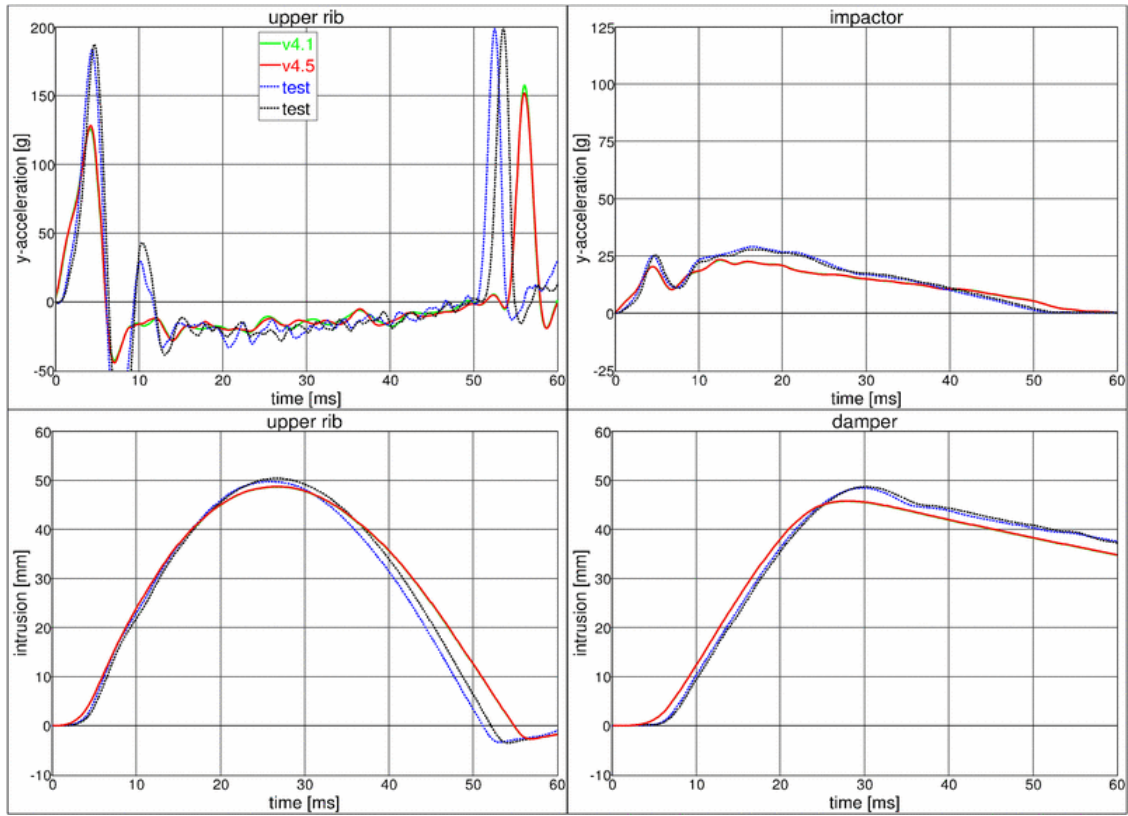 upper rib
200
150
100
50
0
-50
y-acceleration [g]
v4.1
v4.5
test
test
0 10 20 30 40 50 60
time [ms]
impactor
125
100
75
50
25
0
-25
y-acceleration [g]
0 10 20 30 40 50 60
time [ms]
upper rib
60
50
40
30
20
10
0
-10
intrusion [mm]
0 10 20 30 40 50 60
time [ms]
damper
60
50
40
30
20
10
0
-10
intrusion [mm]
0 10 20 30 40 50 60
time [ms]